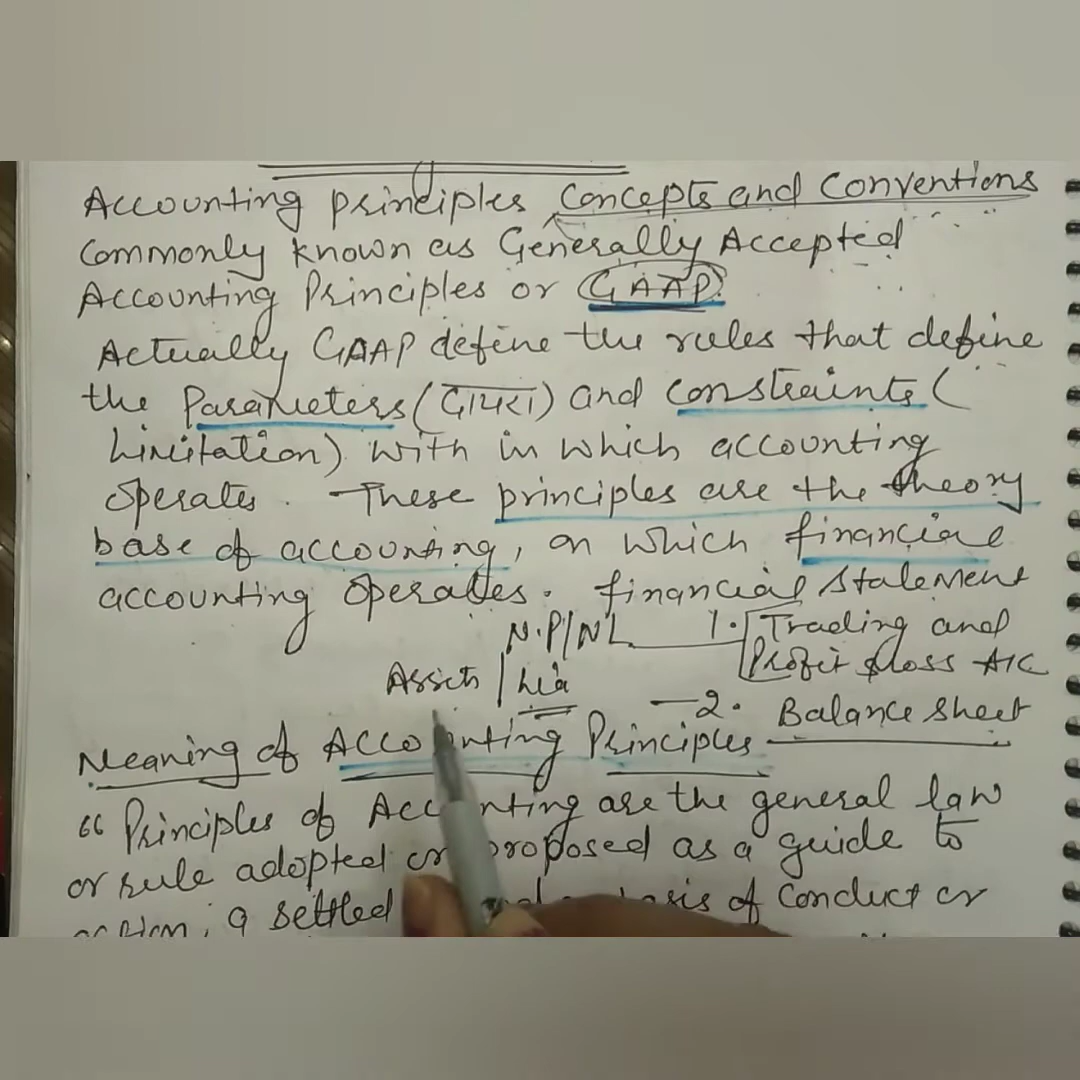 Accounting principles Concepts and Conventions
Commonly known as Generally Accepted
Accounting Principles or GAAP.
Actually GAAP define the rules that define
the Parameters (दायरा) and constraints (
Limitation) with in which accounting
operates. These principles are the theory
base of accounting, on which financial
accounting operates. financial statement
N.P/NL 1. Trading and
Profit & loss A/C
Assets / Lia
2. Balance sheet
Meaning of Accounting Principles
"Principles of Accounting are the general law
or rule adopted or proposed as a guide to
action, a settled of conduct or